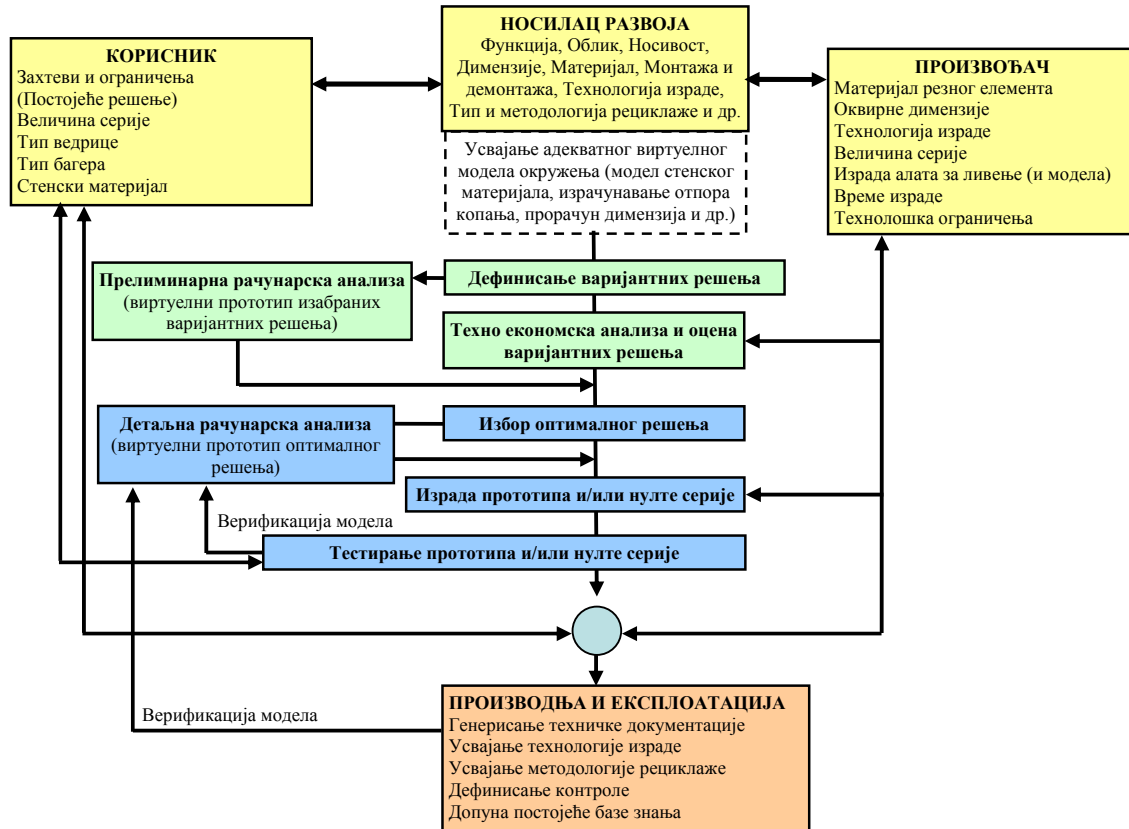 НОСИЛАЦ РАЗВОЈА
Функција, Облик, Носивост,
Димензије, Материјал, Монтажа и
демонтажа, Технологија израде,
Тип и методологија рециклаже и др.
КОРИСНИК
Захтеви и ограничења
(Постојеће решење)
Величина серије
Тип ведрице
Тип багера
Стенски материјал
ПРОИЗВОЂАЧ
Материјал резног елемента
Оквирне димензије
Технологија израде
Величина серије
Израда алата за ливење (и модела)
Време израде
Технолошка ограничења
Усвајање адекватног виртуелног
модела окружења (модел стенског
материјала, израчунавање отпора
копања, прорачун димензија и др.)
Прелиминарна рачунарска анализа
(виртуелни прототип изабраних
варијантних решења)
Дефинисање варијантних решења
Техно економска анализа и оцена
варијантних решења
Детаљна рачунарска анализа
(виртуелни прототип оптималног
решења)
Избор оптималног решења
Израда прототипа и/или нулте серије
Верификација модела
Тестирање прототипа и/или нулте серије
ПРОИЗВОДЊА И ЕКСПЛОАТАЦИЈА
Генерисање техничке документације
Усвајање технологије израде
Усвајање методологије рециклаже
Дефинисање контроле
Допуна постојеће базе знања
Верификација модела